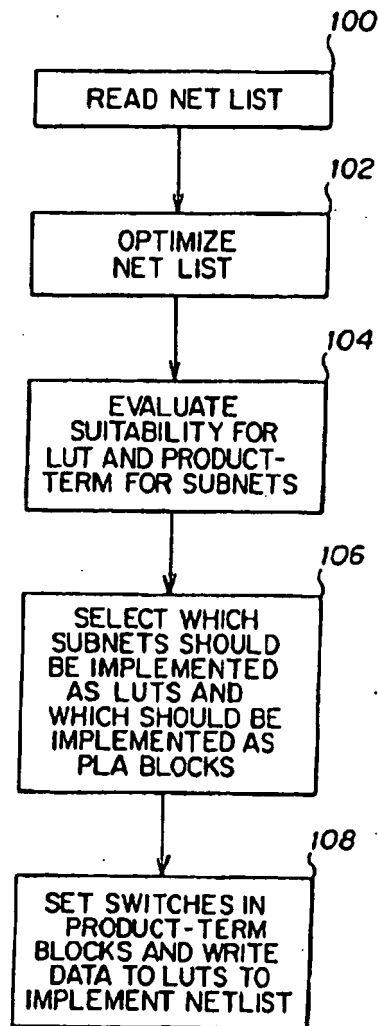 100
READ NET LIST
102
OPTIMIZE
NET LIST
104
EVALUATE
SUITABILITY FOR
LUT AND PRODUCT-
TERM FOR SUBNETS
106
SELECT WHICH
SUBNETS SHOULD
BE IMPLEMENTED
AS LUTS AND
WHICH SHOULD BE
IMPLEMENTED AS
PLA BLOCKS
108
SET SWITCHES IN
PRODUCT-TERM
BLOCKS AND WRITE
DATA TO LUTS TO
IMPLEMENT NETLIST